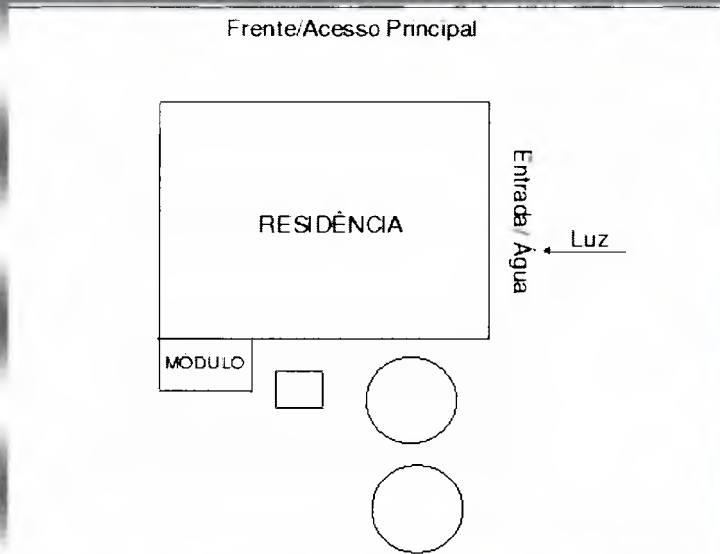 Frente/Acesso Principal
RESIDÊNCIA
Entrada/ Água
Luz
MÓDULO